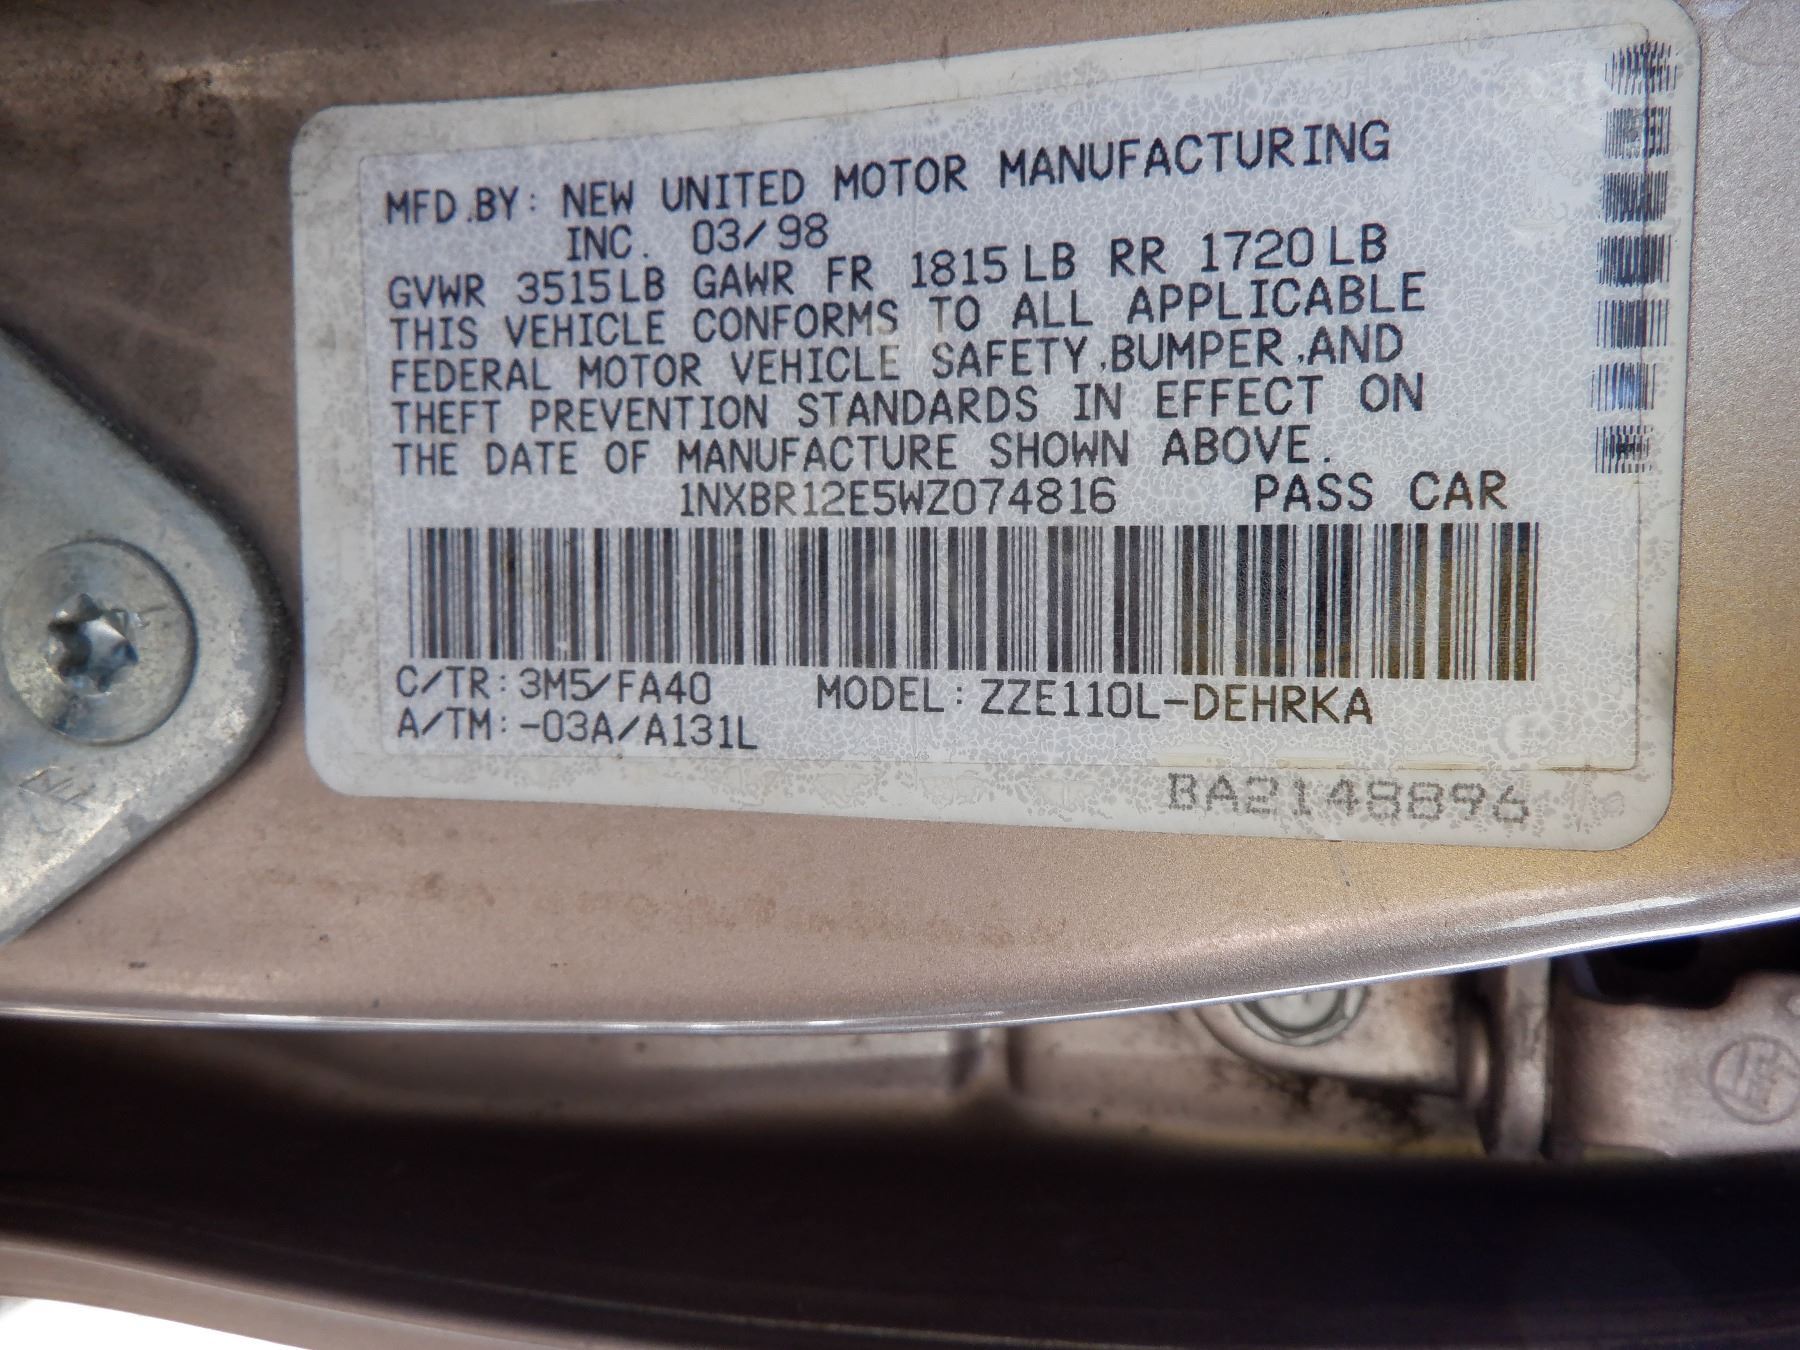 MFD.BY: NEW UNITED MOTOR MANUFACTURING
INC. 03/98
GVWR 3515LB GAWR FR 1815LB RR 1720LB
THIS VEHICLE CONFORMS TO ALL APPLICABLE
FEDERAL MOTOR VEHICLE SAFETY,BUMPER,AND
THEFT PREVENTION STANDARDS IN EFFECT ON
THE DATE OF MANUFACTURE SHOWN ABOVE.
1NXBR12E5WZ074816 PASS CAR
C/TR: 3M5/FA40 MODEL: ZZE110L-DEHRKA
A/TM: -03A/A131L
BA2148896